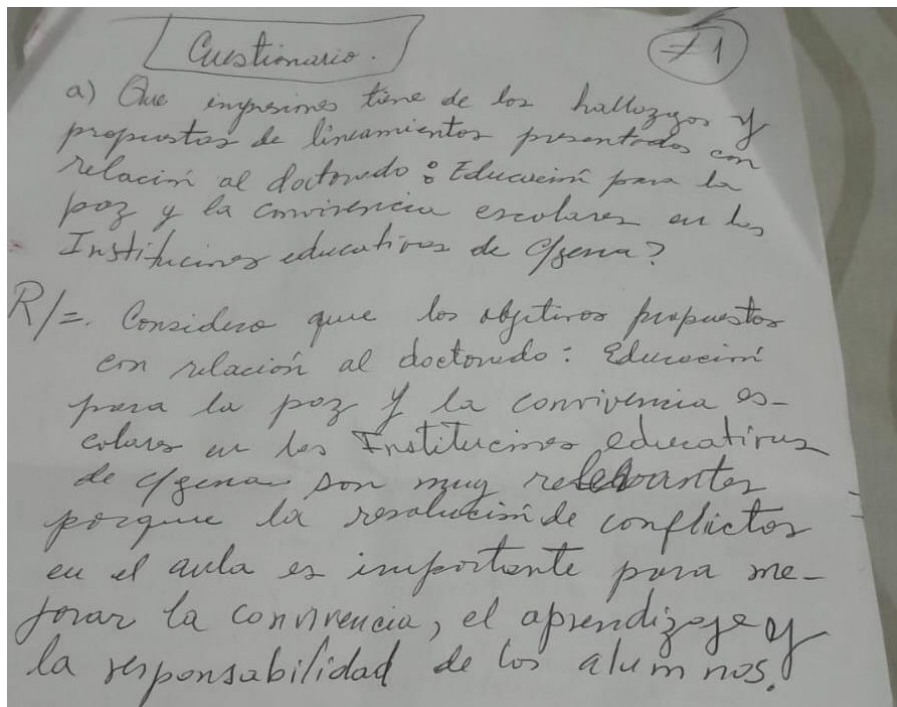 Cuestionario.
#1
a) Que impresiones tiene de los hallazgos y
propuestas de lineamientos presentados con
relación al doctorado: Educación para la
paz y la convivencia escolares en las
Instituciones educativas de C/gena?
R/=. Considero que los objetivos propuestos
con relación al doctorado: Educación
para la paz y la convivencia es-
colares en las Instituciones educativas
de C/gena son muy relevantes
porque la resolución de conflictos
en el aula es importante para me-
jorar la convivencia, el aprendizaje y
la responsabilidad de los alumnos.